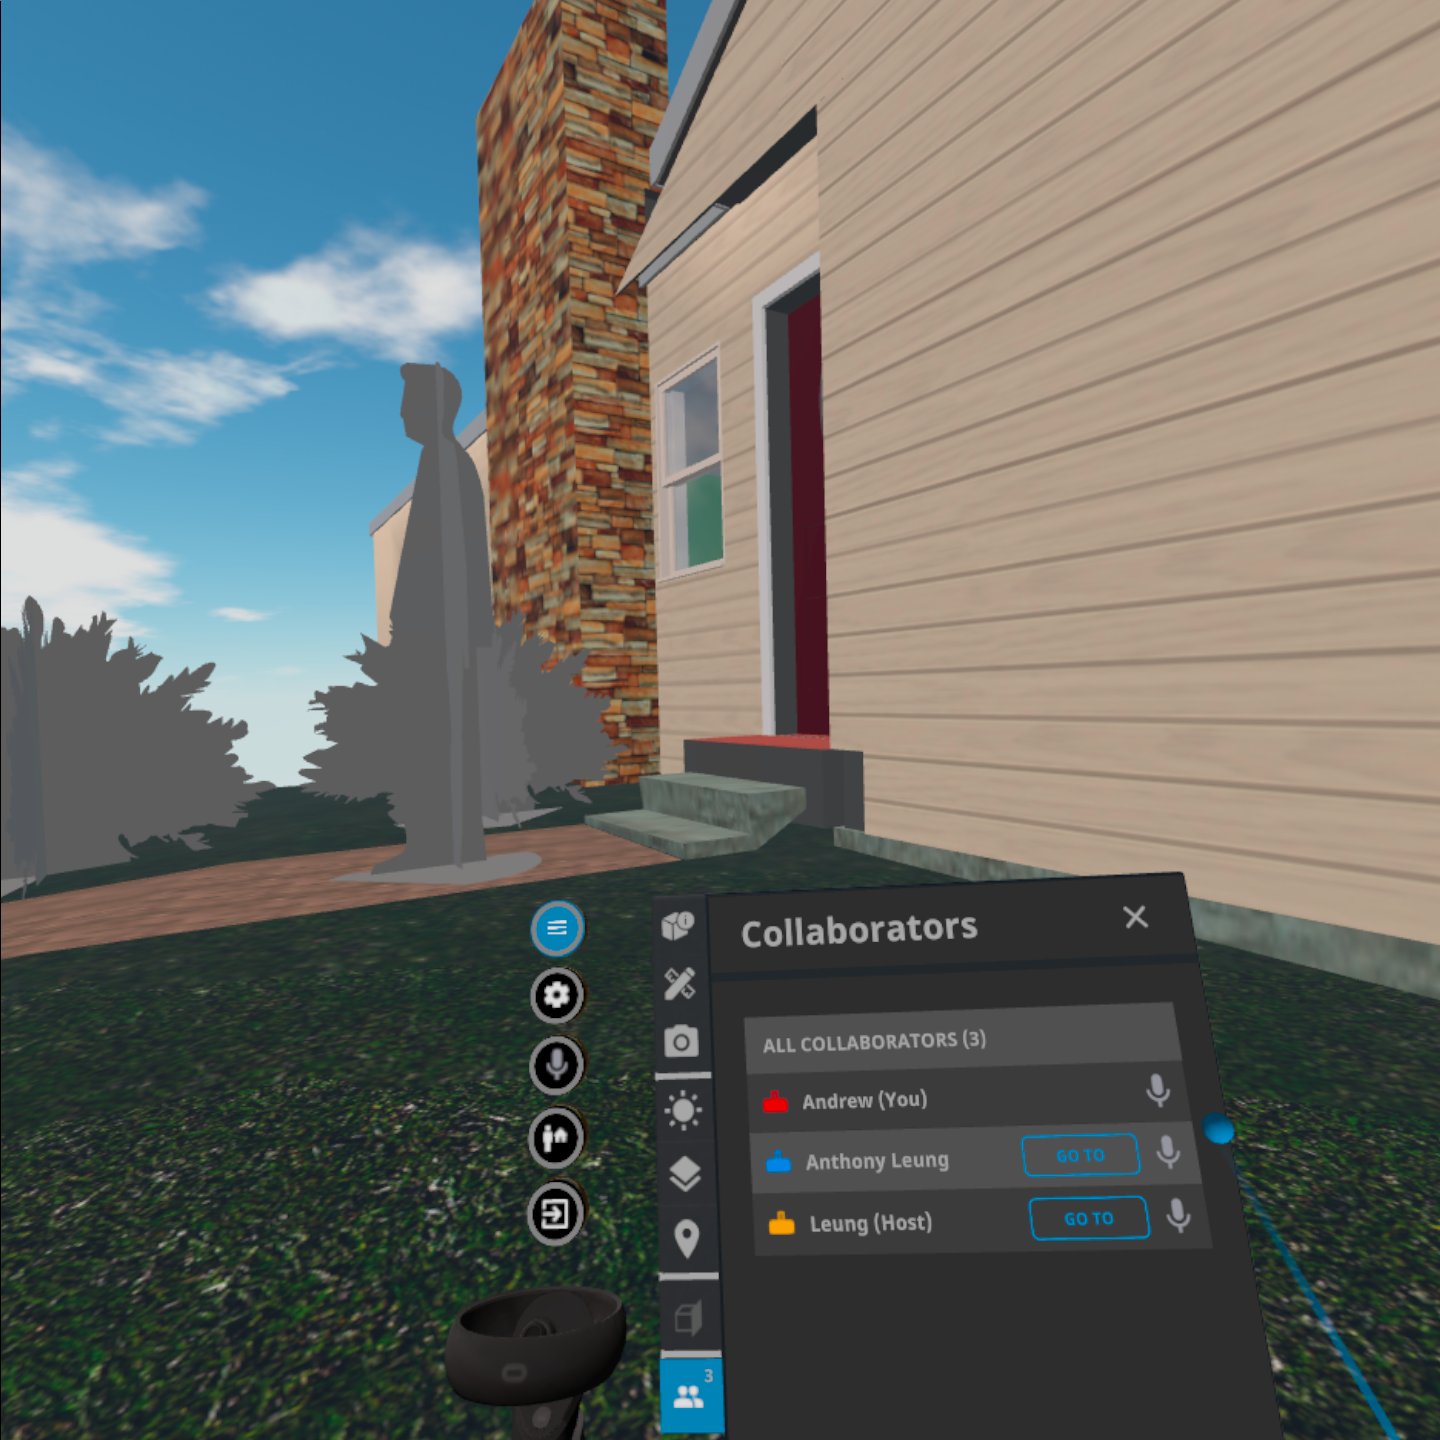 Collaborators
ALL COLLABORATORS (3)
Andrew (You)
Anthony Leung GO TO
Leung (Host) GO TO
3